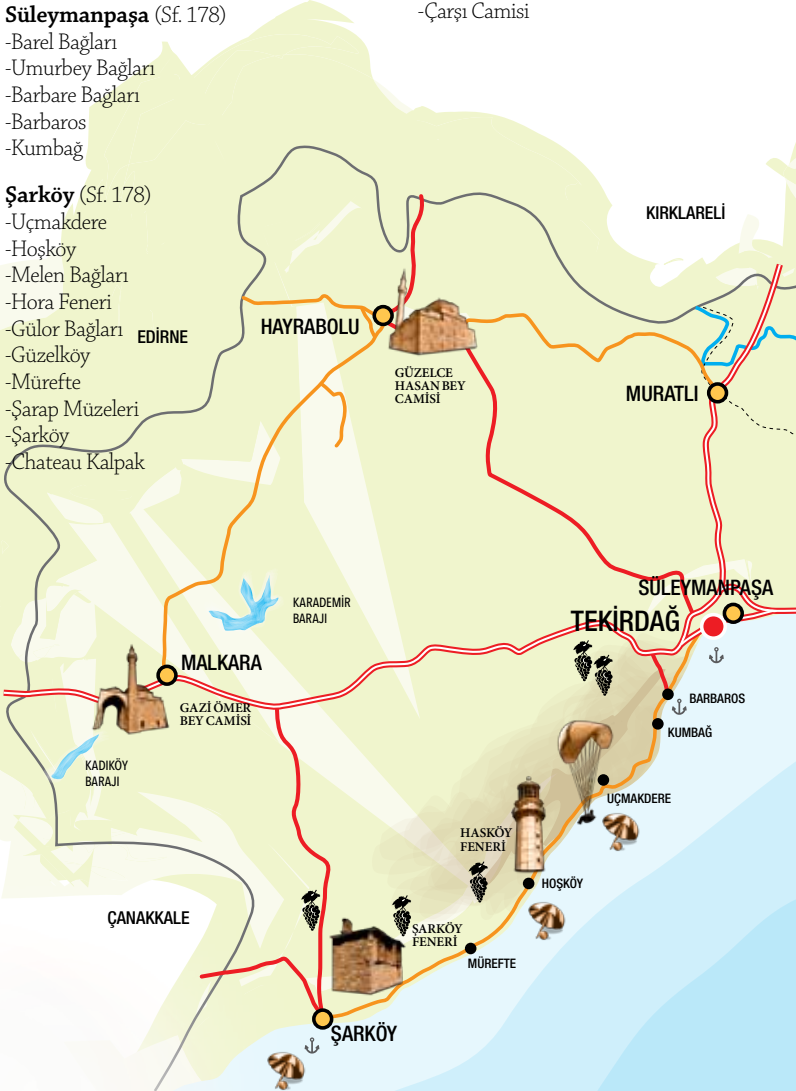 Süleymanpaşa (Sf. 178)
-Barel Bağları
-Umurbey Bağları
-Barbare Bağları
-Barbaros
-Kumbağ
Şarköy (Sf. 178)
-Uçmakdere
-Hoşköy
-Melen Bağları
-Hora Feneri
-Gülor Bağları
-Güzelköy
-Mürefte
-Şarap Müzeleri
-Şarköy
-Chateau Kalpak
-Çarşı Camisi
KIRKLARELİ
EDİRNE
HAYRABOLU
GÜZELCE
HASAN BEY
CAMİSİ
MURATLI
SÜLEYMANPAŞA
TEKİRDAĞ
KARADEMİR
BARAJI
MALKARA
GAZİ ÖMER
BEY CAMİSİ
BARBAROS
KUMBAĞ
KADIKÖY
BARAJI
UÇMAKDERE
HASKÖY
FENERİ
HOŞKÖY
ÇANAKKALE
ŞARKÖY
FENERİ
MÜREFTE
ŞARKÖY